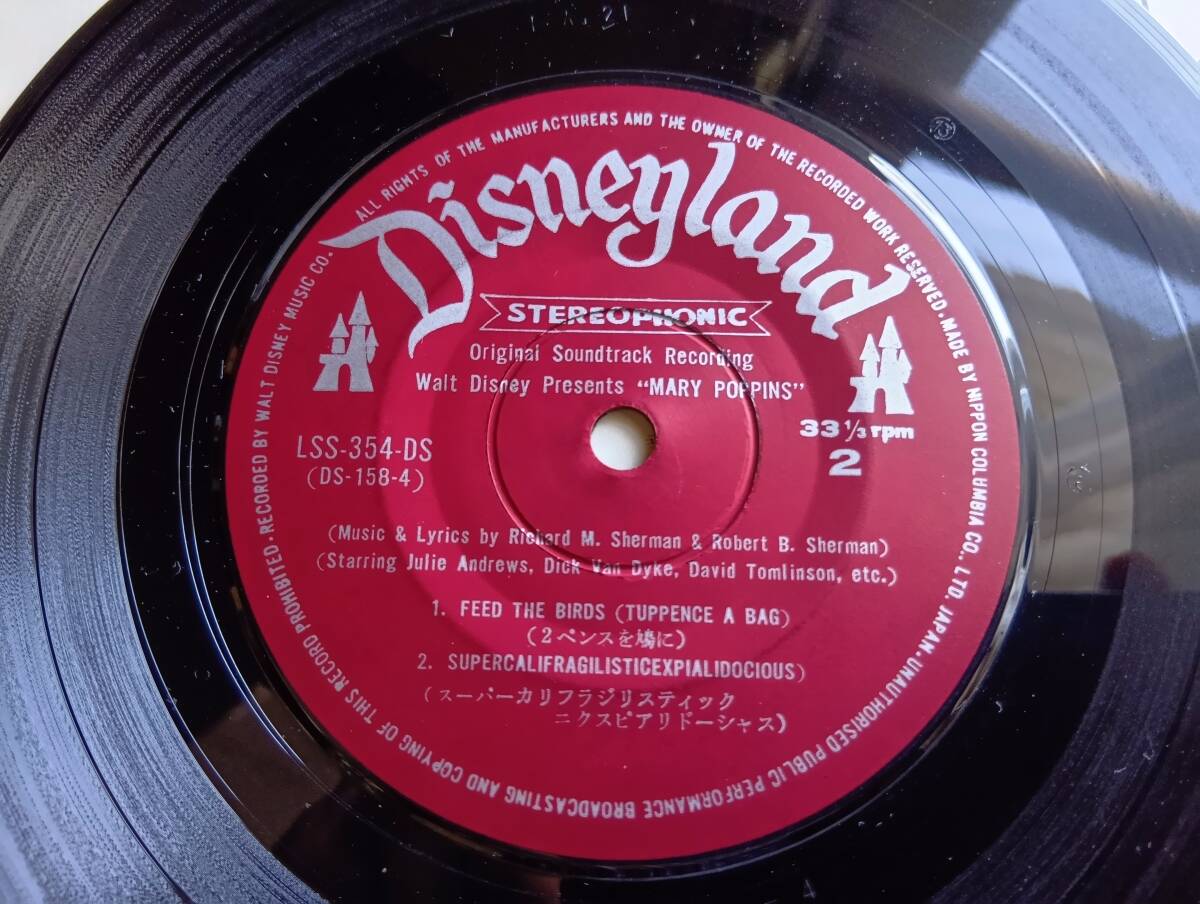 Disneyland
STEREOPHONIC
Original Soundtrack Recording
Walt Disney Presents “MARY POPPINS”
LSS-354-DS
(DS-158-4)
33 1/3 rpm
2
(Music & Lyrics by Richard M. Sherman & Robert B. Sherman)
(Starring Julie Andrews, Dick Van Dyke, David Tomlinson, etc.)
1. FEED THE BIRDS (TUPPENCE A BAG)
(2ペンスを鳩に)
2. SUPERCALIFRAGILISTICEXPIALIDOCIOUS)
(スーパーカリフラジリスティック
ニクスピアリドーシャス)
ALL RIGHTS OF THE MANUFACTURERS AND THE OWNER OF THE RECORDED WORK RESERVED. MADE BY NIPPON COLUMBIA CO., LTD. JAPAN. UNAUTHORISED PUBLIC PERFORMANCE BROADCASTING AND COPYING OF THIS RECORD PROHIBITED. RECORDED BY WALT DISNEY MUSIC CO.